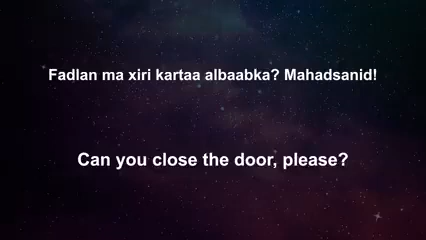 Fadlan ma xiri kartaa albaabka? Mahadsanid!
Can you close the door, please?